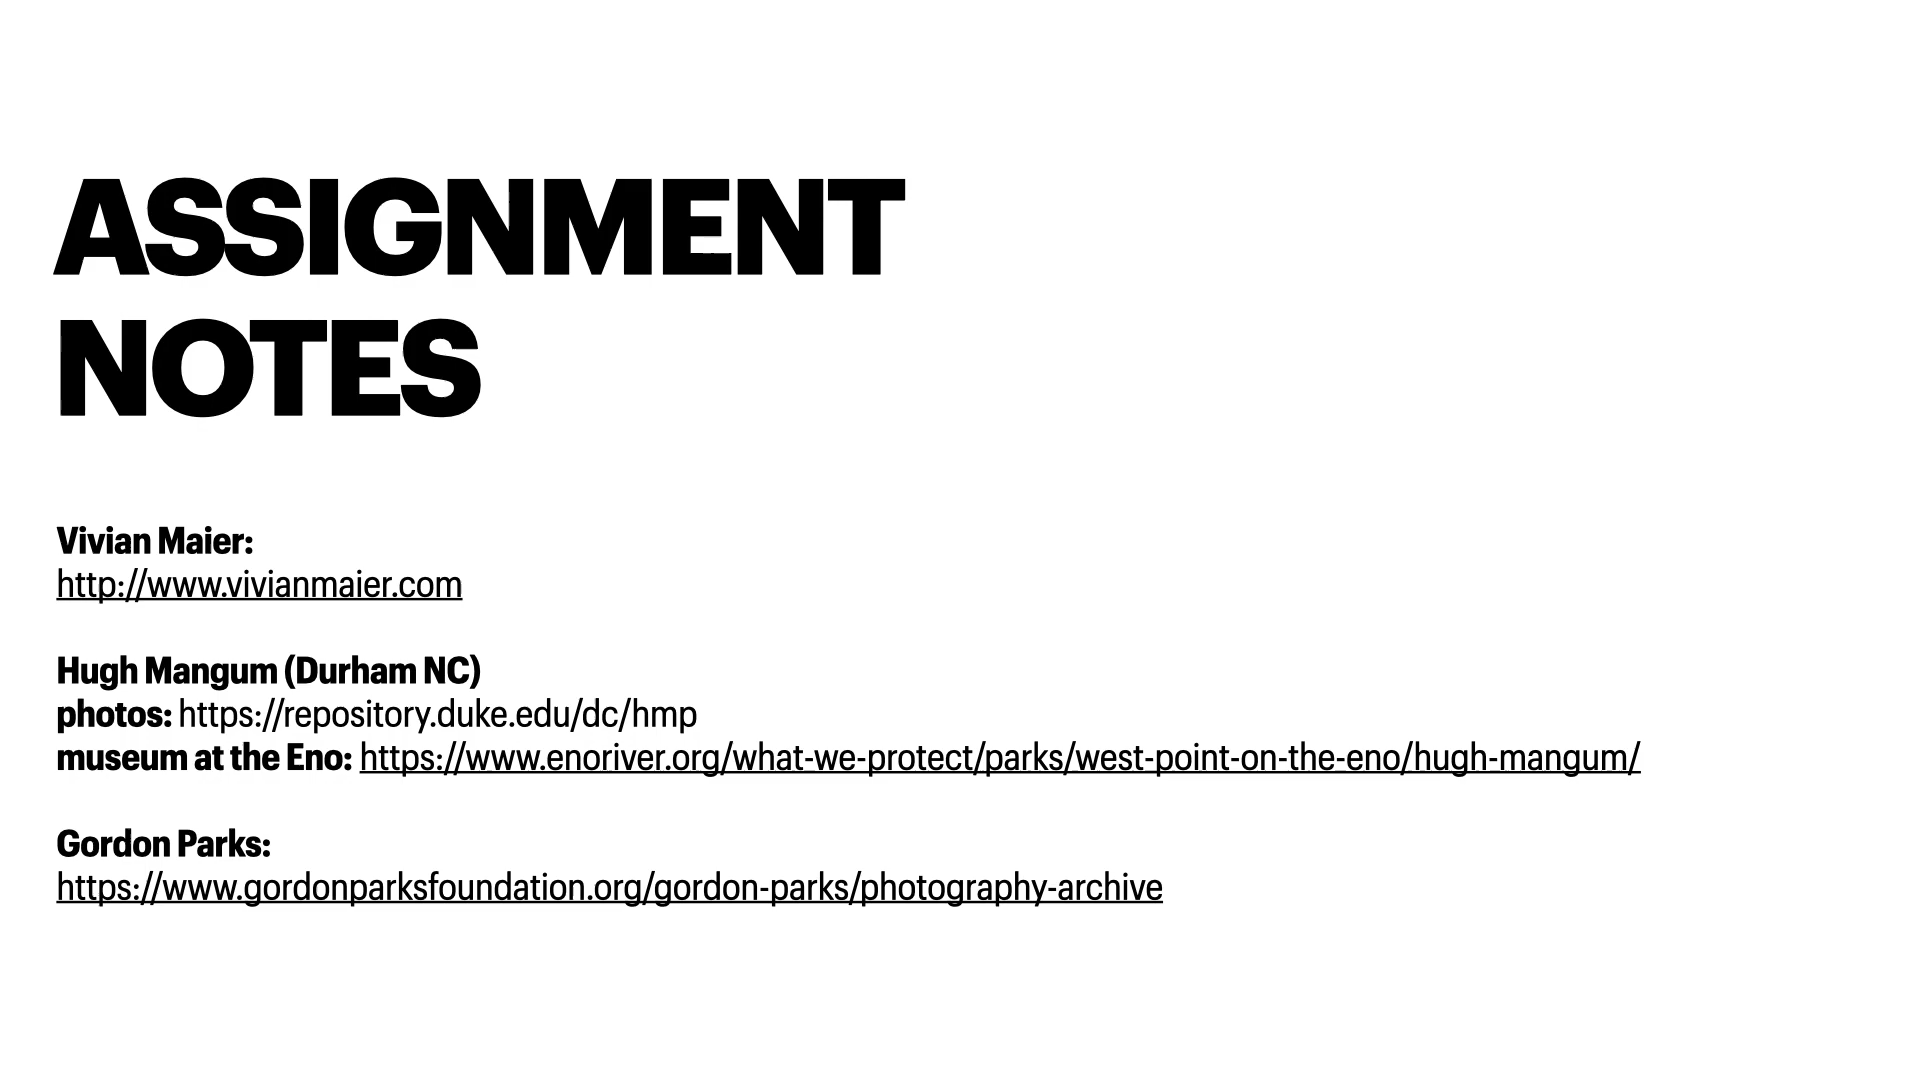 ASSIGNMENT
NOTES
Vivian Maier:
http://www.vivianmaier.com
Hugh Mangum (Durham NC)
photos: https://repository.duke.edu/dc/hmp
museum at the Eno: https://www.enoriver.org/what-we-protect/parks/west-point-on-the-eno/hugh-mangum/
Gordon Parks:
https://www.gordonparksfoundation.org/gordon-parks/photography-archive